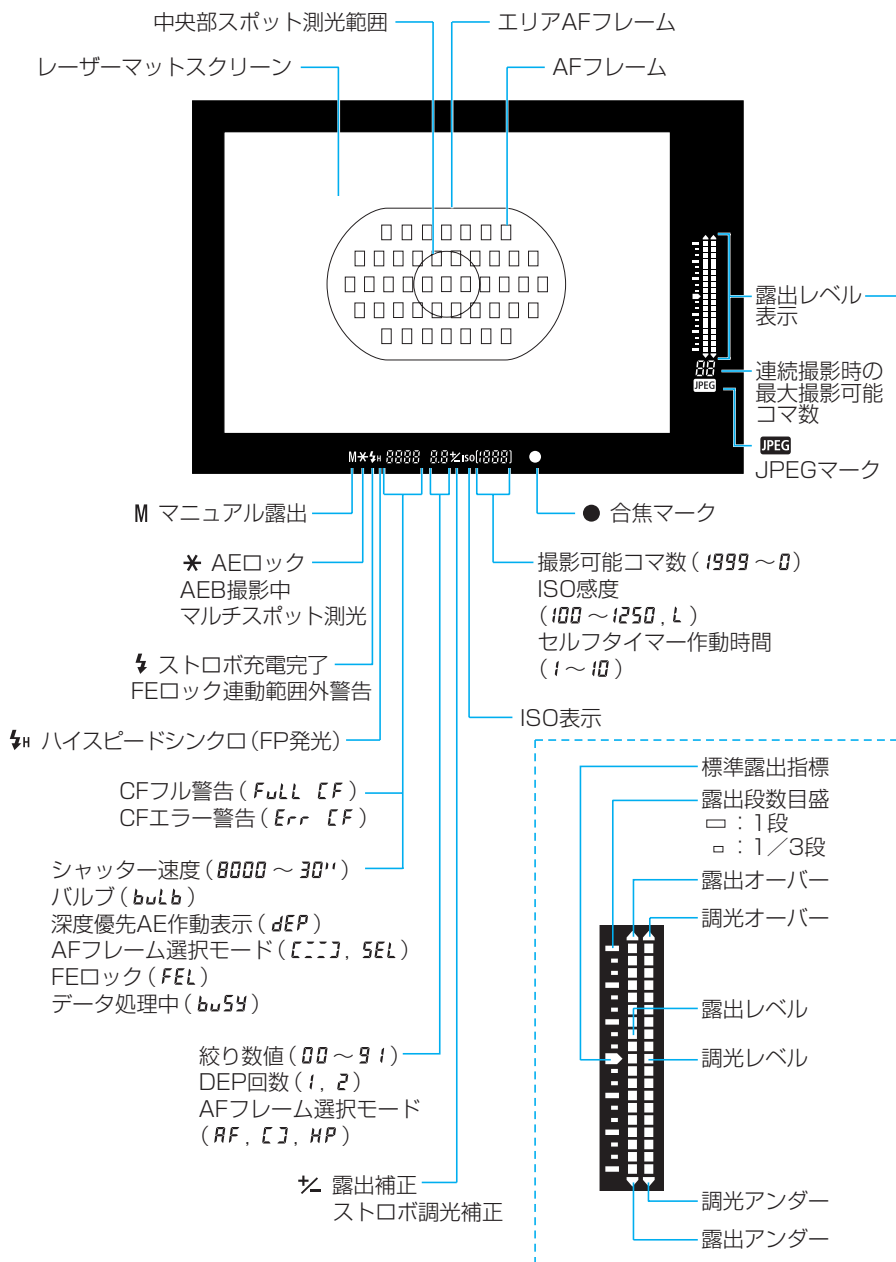 中央部スポット測光範囲
エリアAFフレーム
レーザーマットスクリーン
AFフレーム
露出レベル
表示
連続撮影時の
最大撮影可能
コマ数
JPEG
JPEG
JPEGマーク
M ISO
M マニュアル露出
● 合焦マーク
AEロック
AEB撮影中
マルチスポット測光
撮影可能コマ数(1999～0)
ISO感度
(100～1250, L)
セルフタイマー作動時間
(1～10)
ストロボ充電完了
FEロック連動範囲外警告
ISO表示
H ハイスピードシンクロ(FP発光)
CFフル警告(FuLL CF)
CFエラー警告(Err CF)
シャッター速度(8000～30'')
バルブ(buLb)
深度優先AE作動表示(dEP)
AFフレーム選択モード([---], SEL)
FEロック(FEL)
データ処理中(buSY)
絞り数値(00～91)
DEP回数(1, 2)
AFフレーム選択モード
(AF, [ ], HP)
+/- 露出補正
ストロボ調光補正
標準露出指標
露出段数目盛
▭：1段
▫：1／3段
露出オーバー
調光オーバー
露出レベル
調光レベル
調光アンダー
露出アンダー